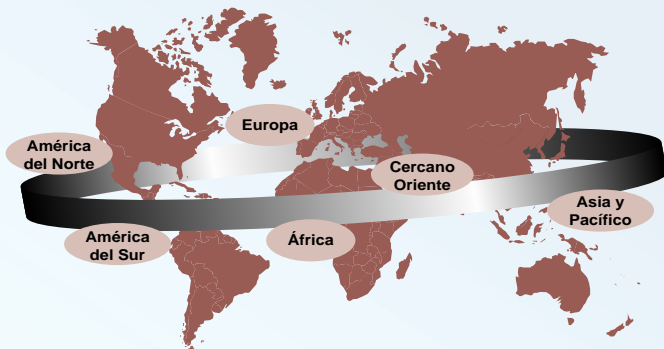 Europa
América
del Norte
Cercano
Oriente
Asia y
Pacífico
América
del Sur
África